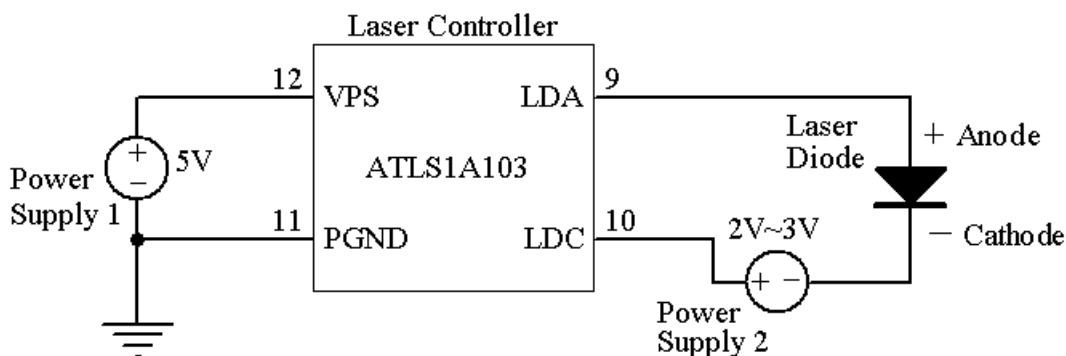 Laser Controller
12
VPS
LDA
9
+
-
5V
Power
Supply 1
ATLS1A103
Laser
Diode
+ Anode
11
PGND
LDC
10
2V~3V
− Cathode
+ −
Power
Supply 2